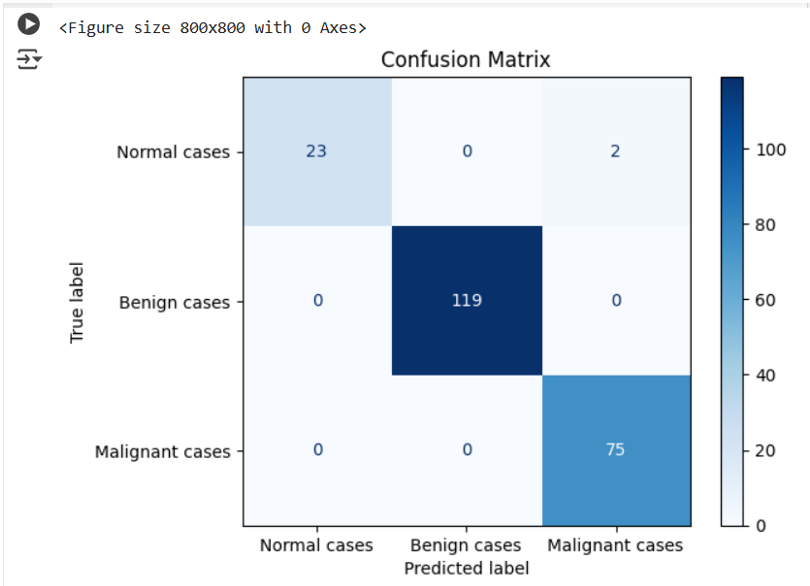 <Figure size 800x800 with 0 Axes>
Confusion Matrix
Normal cases
23
0
2
Benign cases
0
119
0
Malignant cases
0
0
75
True label
Normal cases
Benign cases
Malignant cases
Predicted label
100
80
60
40
20
0